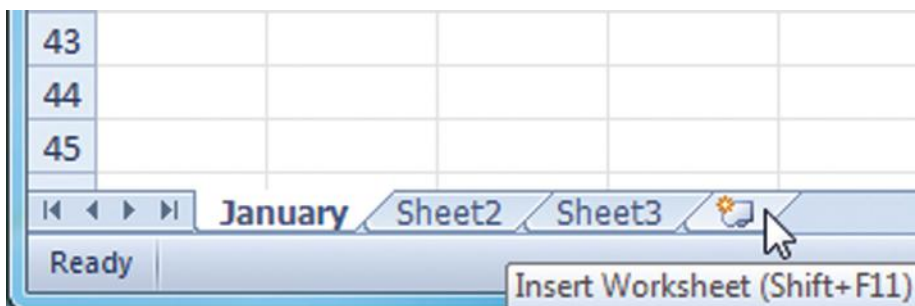 43
44
45
January Sheet2 Sheet3
Ready
Insert Worksheet (Shift+F11)